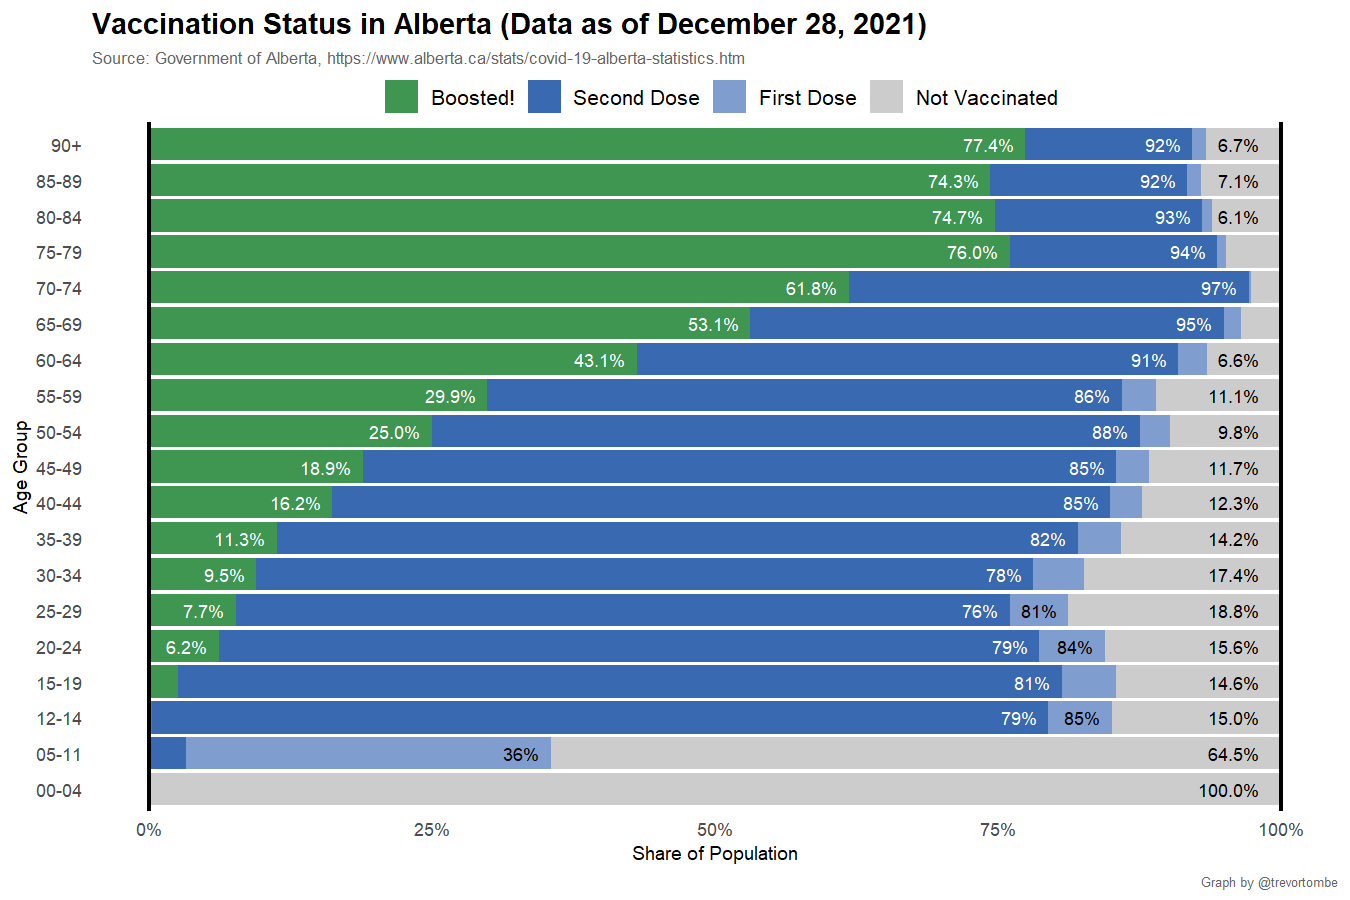 Vaccination Status in Alberta (Data as of December 28, 2021)
Source: Government of Alberta, https://www.alberta.ca/stats/covid-19-alberta-statistics.htm
Boosted! Second Dose First Dose Not Vaccinated
90+ 77.4% 92% 6.7%
85-89 74.3% 92% 7.1%
80-84 74.7% 93% 6.1%
75-79 76.0% 94%
70-74 61.8% 97%
65-69 53.1% 95%
60-64 43.1% 91% 6.6%
55-59 29.9% 86% 11.1%
50-54 25.0% 88% 9.8%
45-49 18.9% 85% 11.7%
40-44 16.2% 85% 12.3%
35-39 11.3% 82% 14.2%
30-34 9.5% 78% 17.4%
25-29 7.7% 76% 81% 18.8%
20-24 6.2% 79% 84% 15.6%
15-19 81% 14.6%
12-14 79% 85% 15.0%
05-11 36% 64.5%
00-04 100.0%
Age Group
0% 25% 50% 75% 100%
Share of Population
Graph by @trevortombe